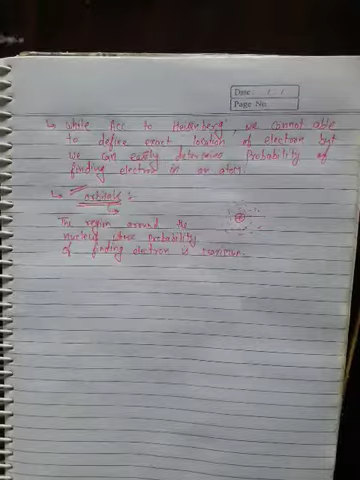 Date : / /
Page No.
↳ while Acc to Heisenberg, we cannot able
to define exact location of electron but
we can easily determine Probability of
finding electron in an atom.
↳ orbitals :
The region around the
nucleus whose probability
of finding electron is maximum.